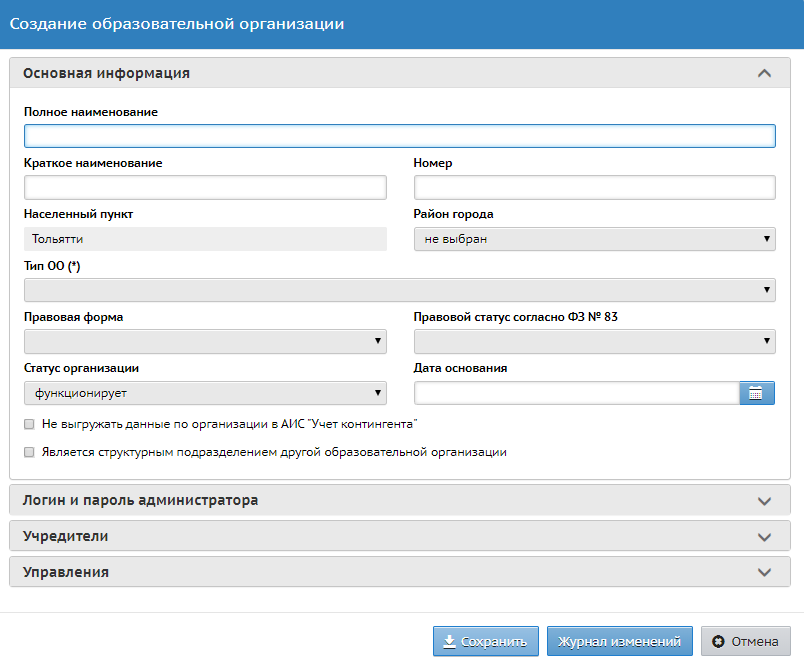 Создание образовательной организации
Основная информация
Полное наименование
Краткое наименование
Номер
Населенный пункт
Район города
Тольятти
не выбран
Тип ОО (*)
Правовая форма
Правовой статус согласно ФЗ № 83
Статус организации
Дата основания
функционирует
Не выгружать данные по организации в АИС "Учет контингента"
Является структурным подразделением другой образовательной организации
Логин и пароль администратора
Учредители
Управления
Сохранить
Журнал изменений
Отмена